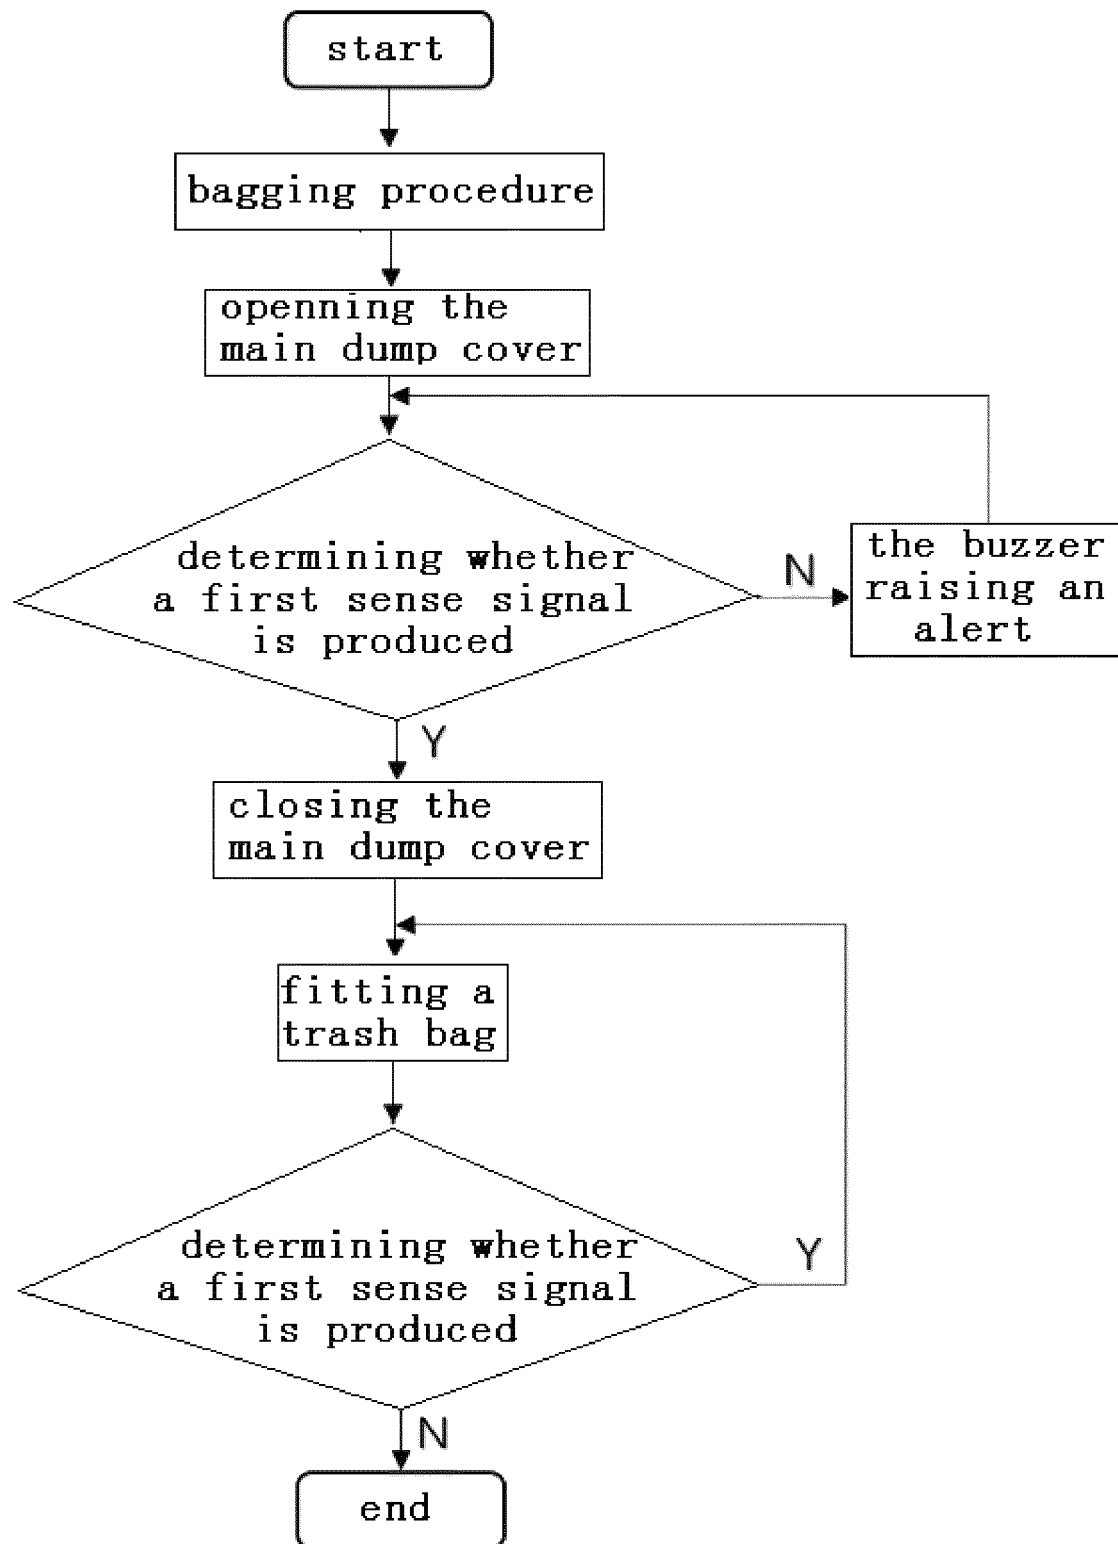 start
bagging procedure
openning the
main dump cover
determining whether
a first sense signal
is produced
N
the buzzer
raising an
alert
Y
closing the
main dump cover
fitting a
trash bag
determining whether
a first sense signal
is produced
Y
N
end